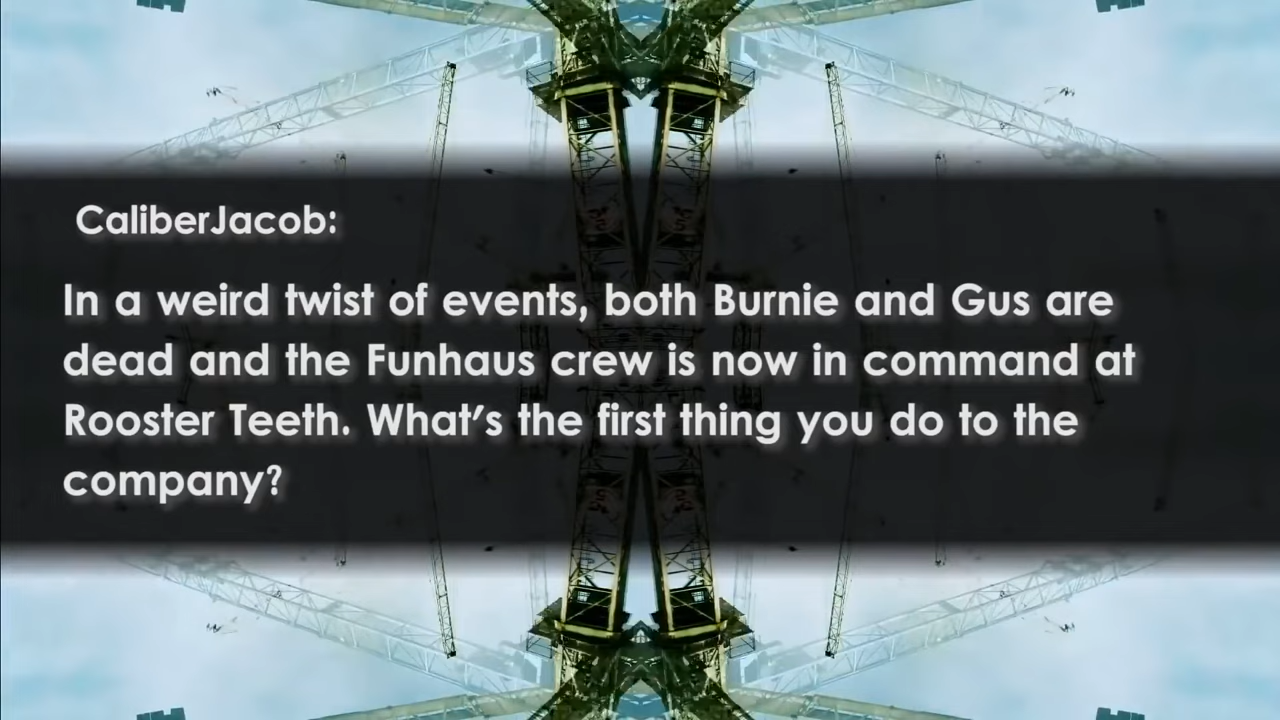 CaliberJacob:
In a weird twist of events, both Burnie and Gus are
dead and the Funhaus crew is now in command at
Rooster Teeth. What's the first thing you do to the
company?